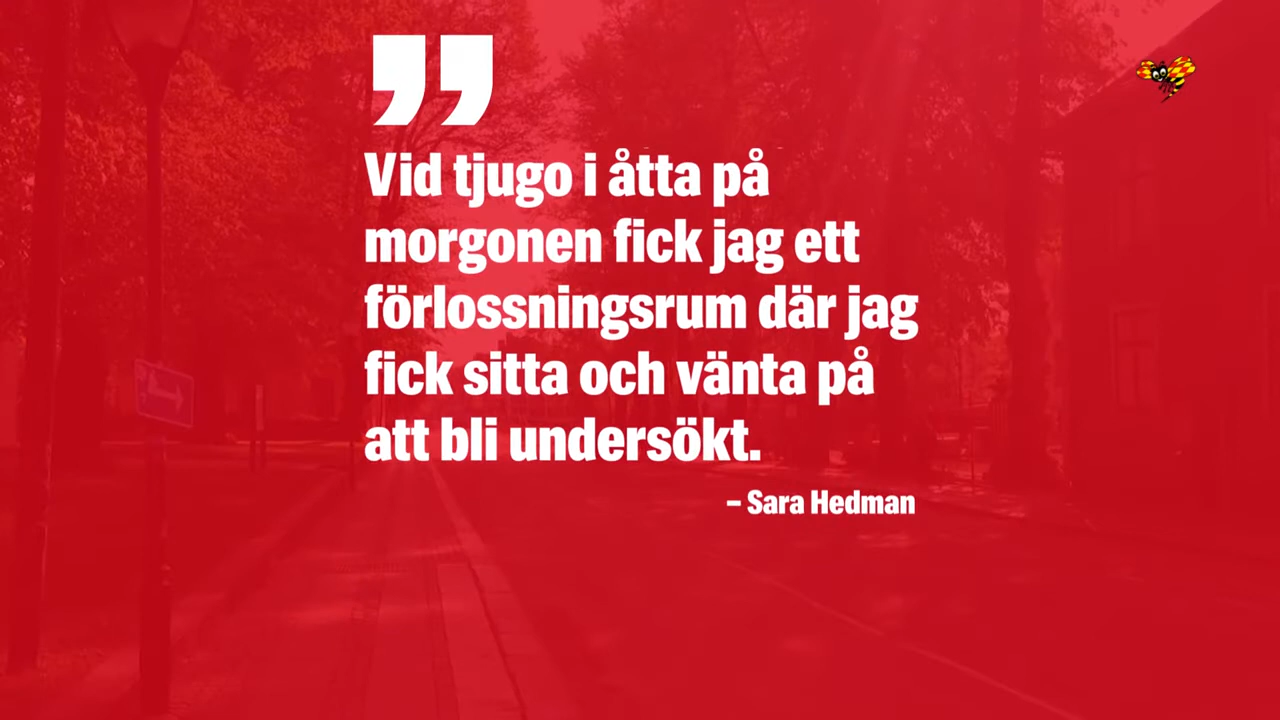 ”
Vid tjugo i åtta på
morgonen fick jag ett
förlossningsrum där jag
fick sitta och vänta på
att bli undersökt.
– Sara Hedman